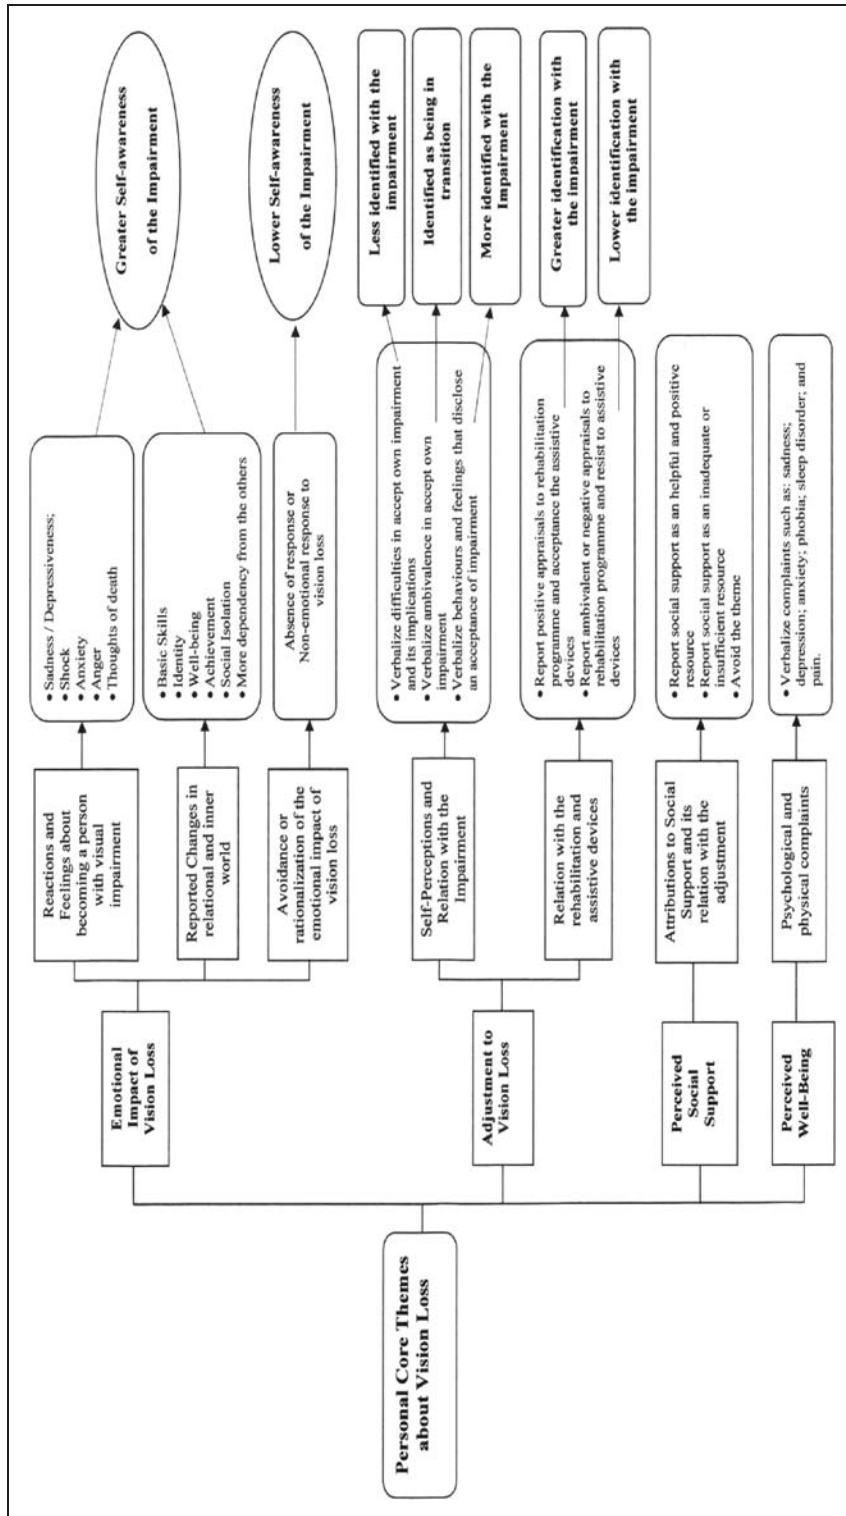 Personal Core Themes
about Vision Loss
Emotional
Impact of
Vision Loss
Reactions and
Feelings about
becoming a person
with visual
impairment
● Sadness / Depressiveness;
● Shock
● Anxiety
● Anger
● Thoughts of death
Greater Self-awareness
of the Impairment
Reported Changes in
relational and inner
world
● Basic Skills
● Identity
● Well-being
● Achievement
● Social Isolation
● More dependency from the others
Avoidance or
rationalization of the
emotional impact of
vision loss
Absence of response or
Non-emotional response to
vision loss
Lower Self-awareness
of the Impairment
Adjustment to
Vision Loss
Self-Perceptions and
Relation with the
Impairment
● Verbalize difficulties in accept own impairment
and its implications
● Verbalize ambivalence in accept own
impairment
● Verbalize behaviours and feelings that disclose
an acceptance of impairment
Less identified with the
impairment
Identified as being in
transition
More identified with the
Impairment
Relation with the
rehabilitation and
assistive devices
● Report positive appraisals to rehabilitation
programme and acceptance the assistive
devices
● Report ambivalent or negative appraisals to
rehabilitation programme and resist to assistive
devices
Greater identification with
the impairment
Lower identification with
the impairment
Perceived
Social
Support
Attributions to Social
Support and its
relation with the
adjustment
● Report social support as an helpful and positive
resource
● Report social support as an inadequate or
insufficient resource
● Avoid the theme
Perceived
Well-Being
Psychological and
physical complaints
● Verbalize complaints such as: sadness;
depression; anxiety; phobia; sleep disorder; and
pain.